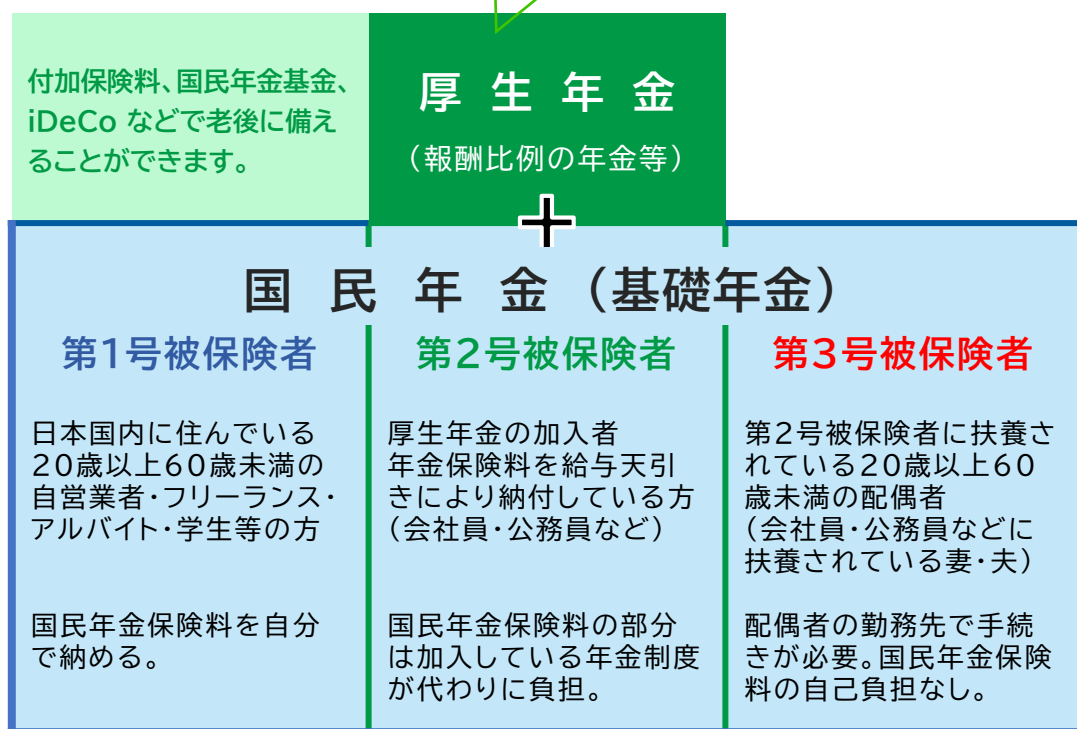 付加保険料、国民年金基金、
iDeCo などで老後に備え
ることができます。
厚生年金
（報酬比例の年金等）
＋
国民年金（基礎年金）
第1号被保険者
日本国内に住んでいる
20歳以上60歳未満の
自営業者・フリーランス・
アルバイト・学生等の方
国民年金保険料を自分
で納める。
第2号被保険者
厚生年金の加入者
年金保険料を給与天引
きにより納付している方
（会社員・公務員など）
国民年金保険料の部分
は加入している年金制度
が代わりに負担。
第3号被保険者
第2号被保険者に扶養さ
れている20歳以上60
歳未満の配偶者
（会社員・公務員などに
扶養されている妻・夫）
配偶者の勤務先で手続
きが必要。国民年金保険
料の自己負担なし。